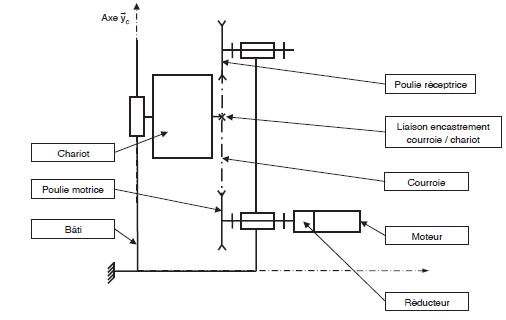 Axe y⃗c
Poulie réceptrice
Liaison encastrement
courroie / chariot
Chariot
Courroie
Poulie motrice
Bâti
Moteur
Réducteur